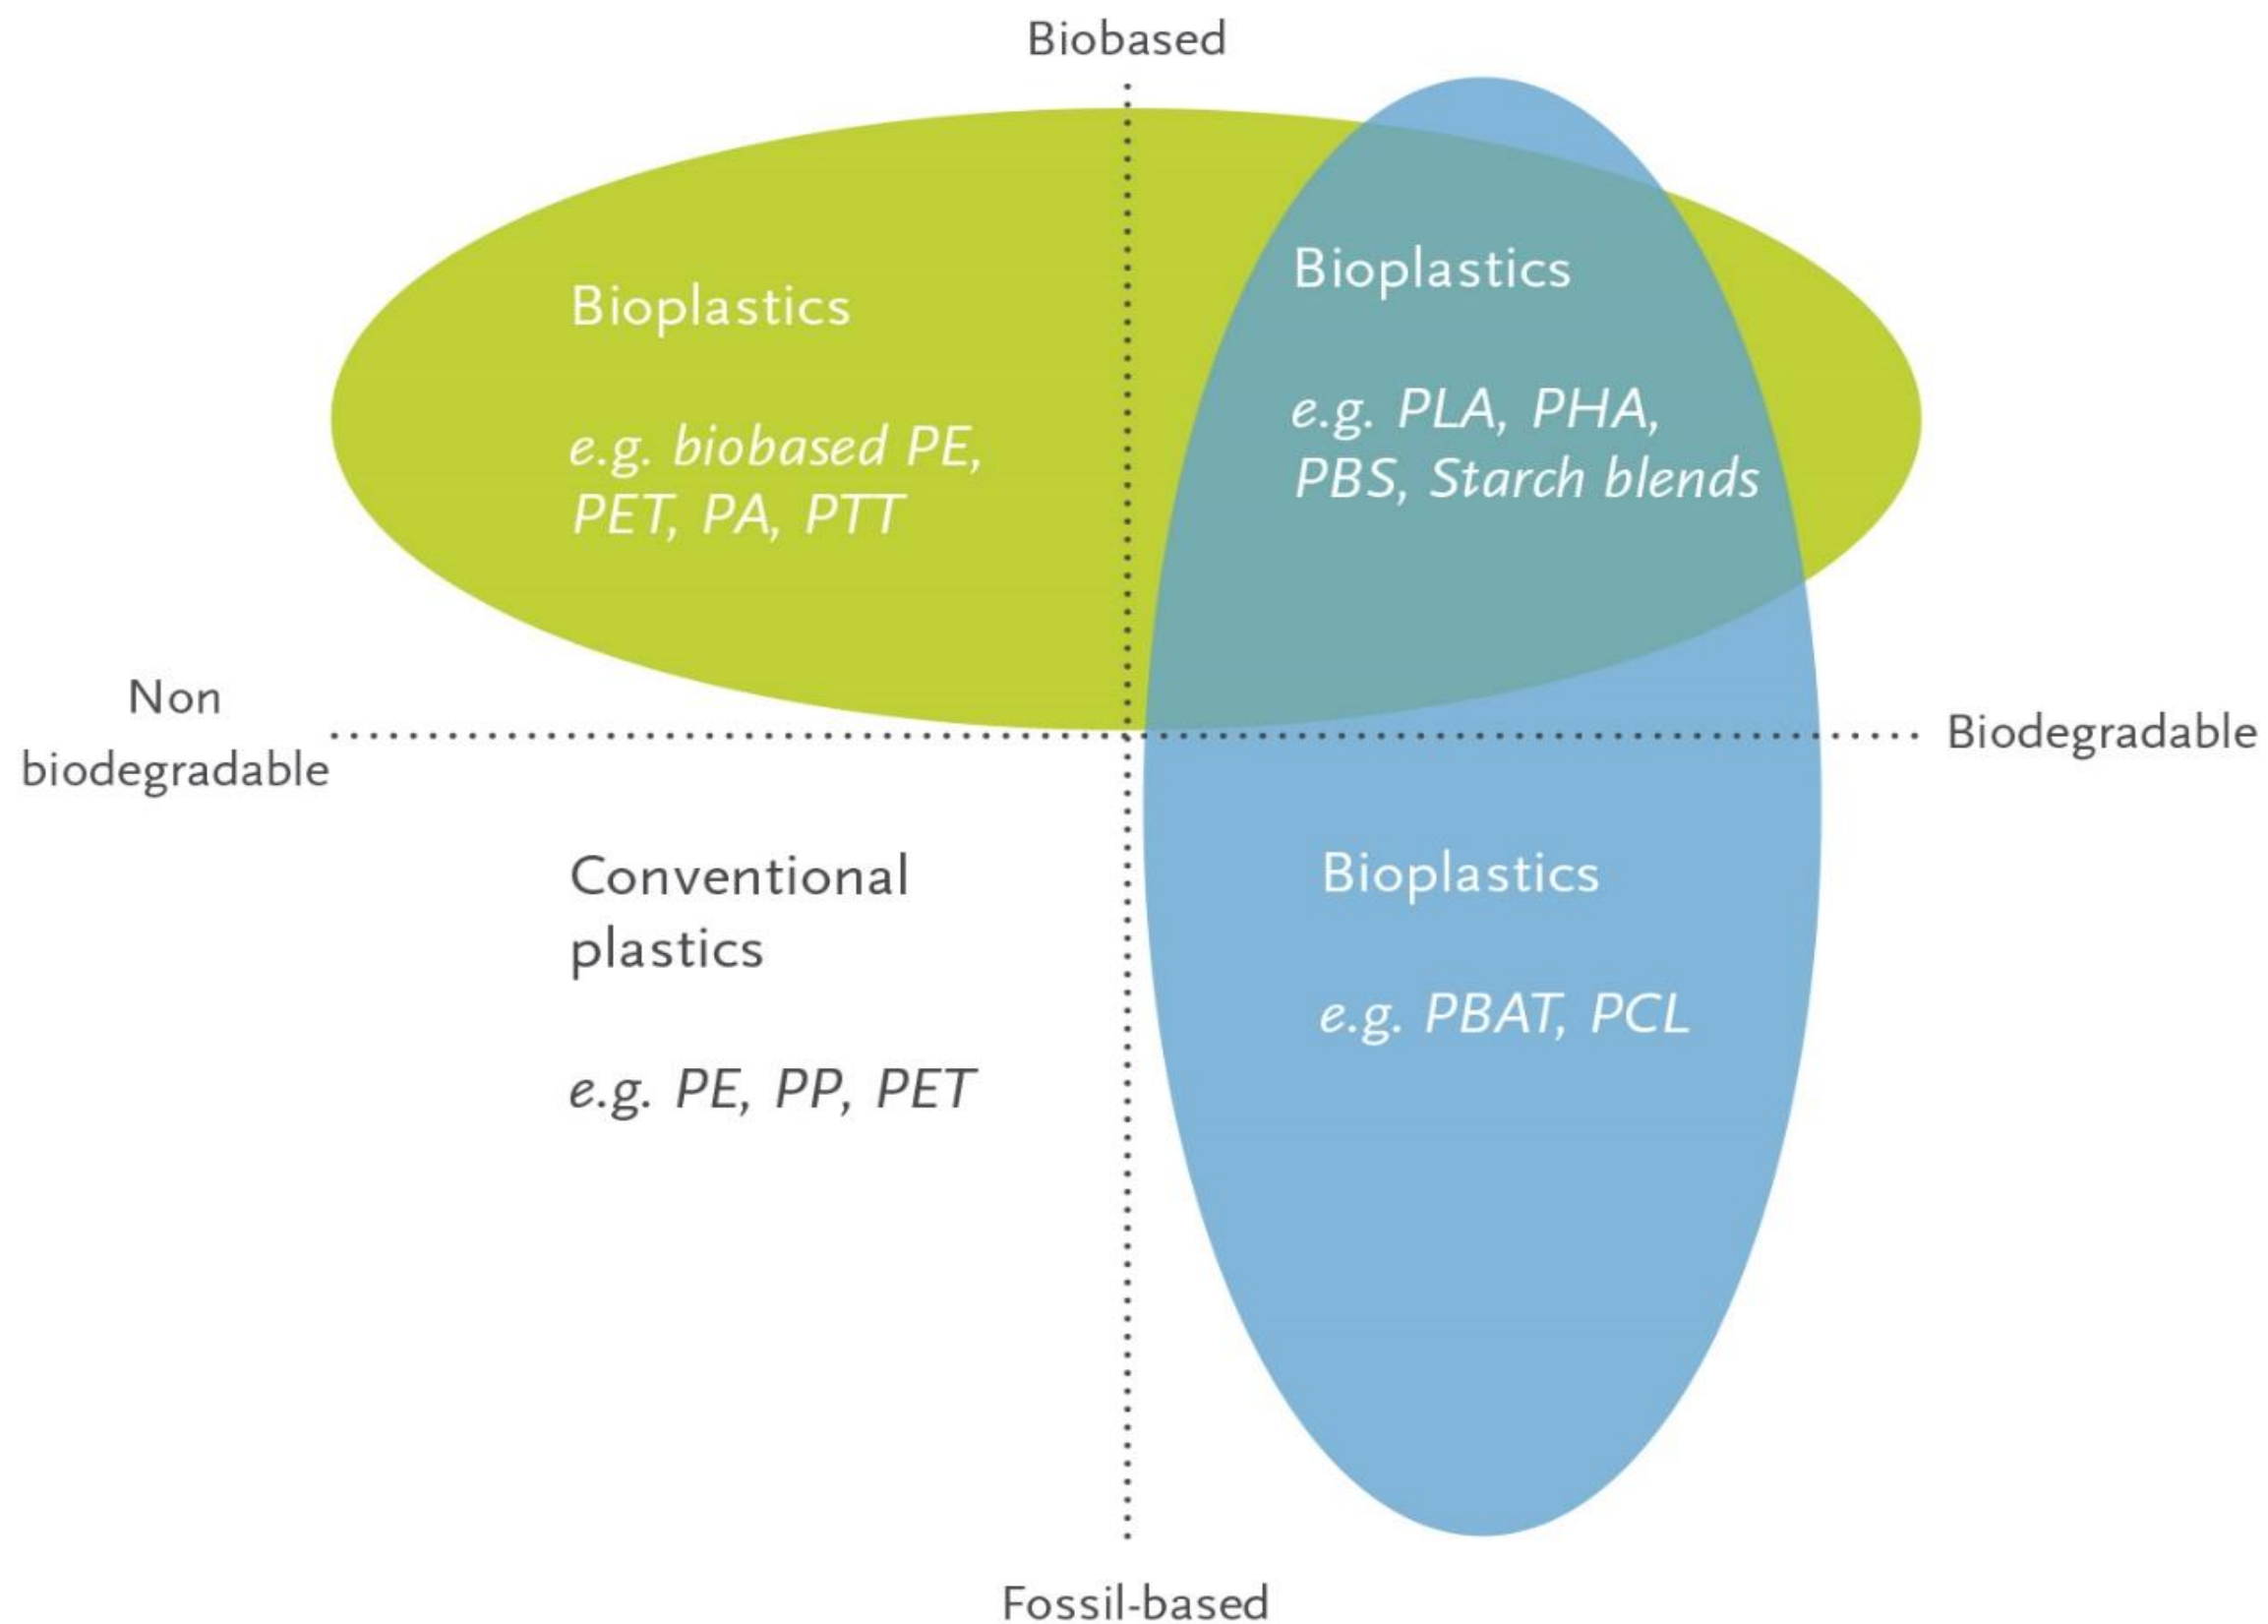 Biobased
Bioplastics
e.g. biobased PE,
PET, PA, PTT
Bioplastics
e.g. PLA, PHA,
PBS, Starch blends
Non
biodegradable
Biodegradable
Conventional
plastics
e.g. PE, PP, PET
Bioplastics
e.g. PBAT, PCL
Fossil-based